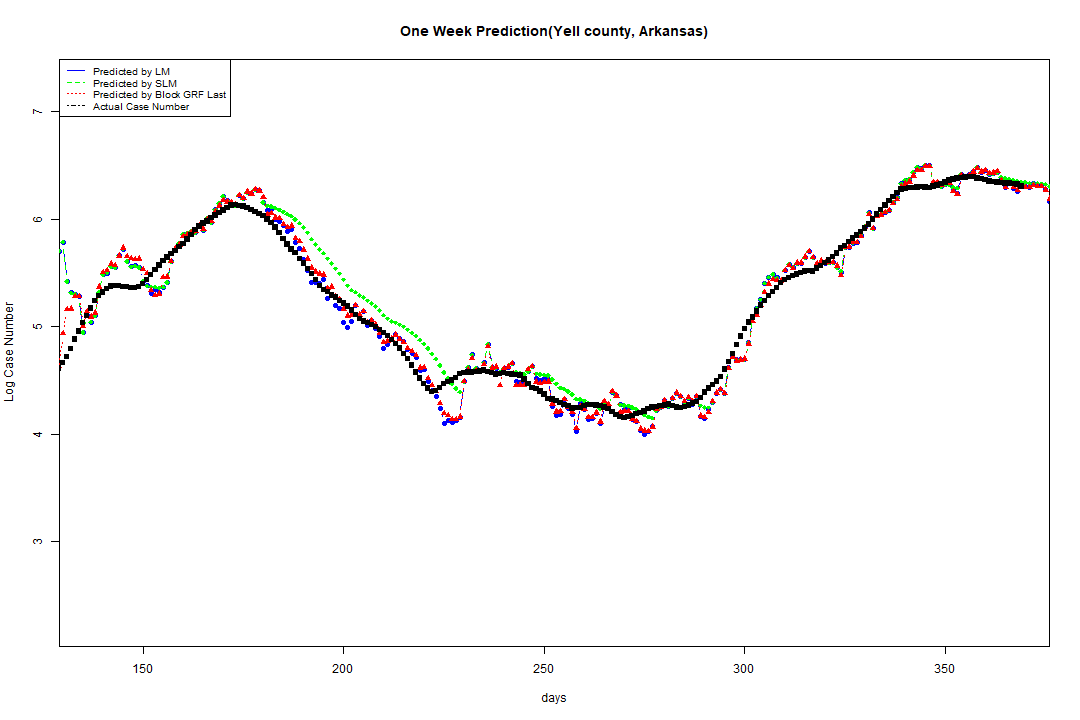 One Week Prediction(Yell county, Arkansas)
Predicted by LM
Predicted by SLM
Predicted by Block GRF Last
Actual Case Number
7
6
5
4
3
Log Case Number
150 200 250 300 350
days